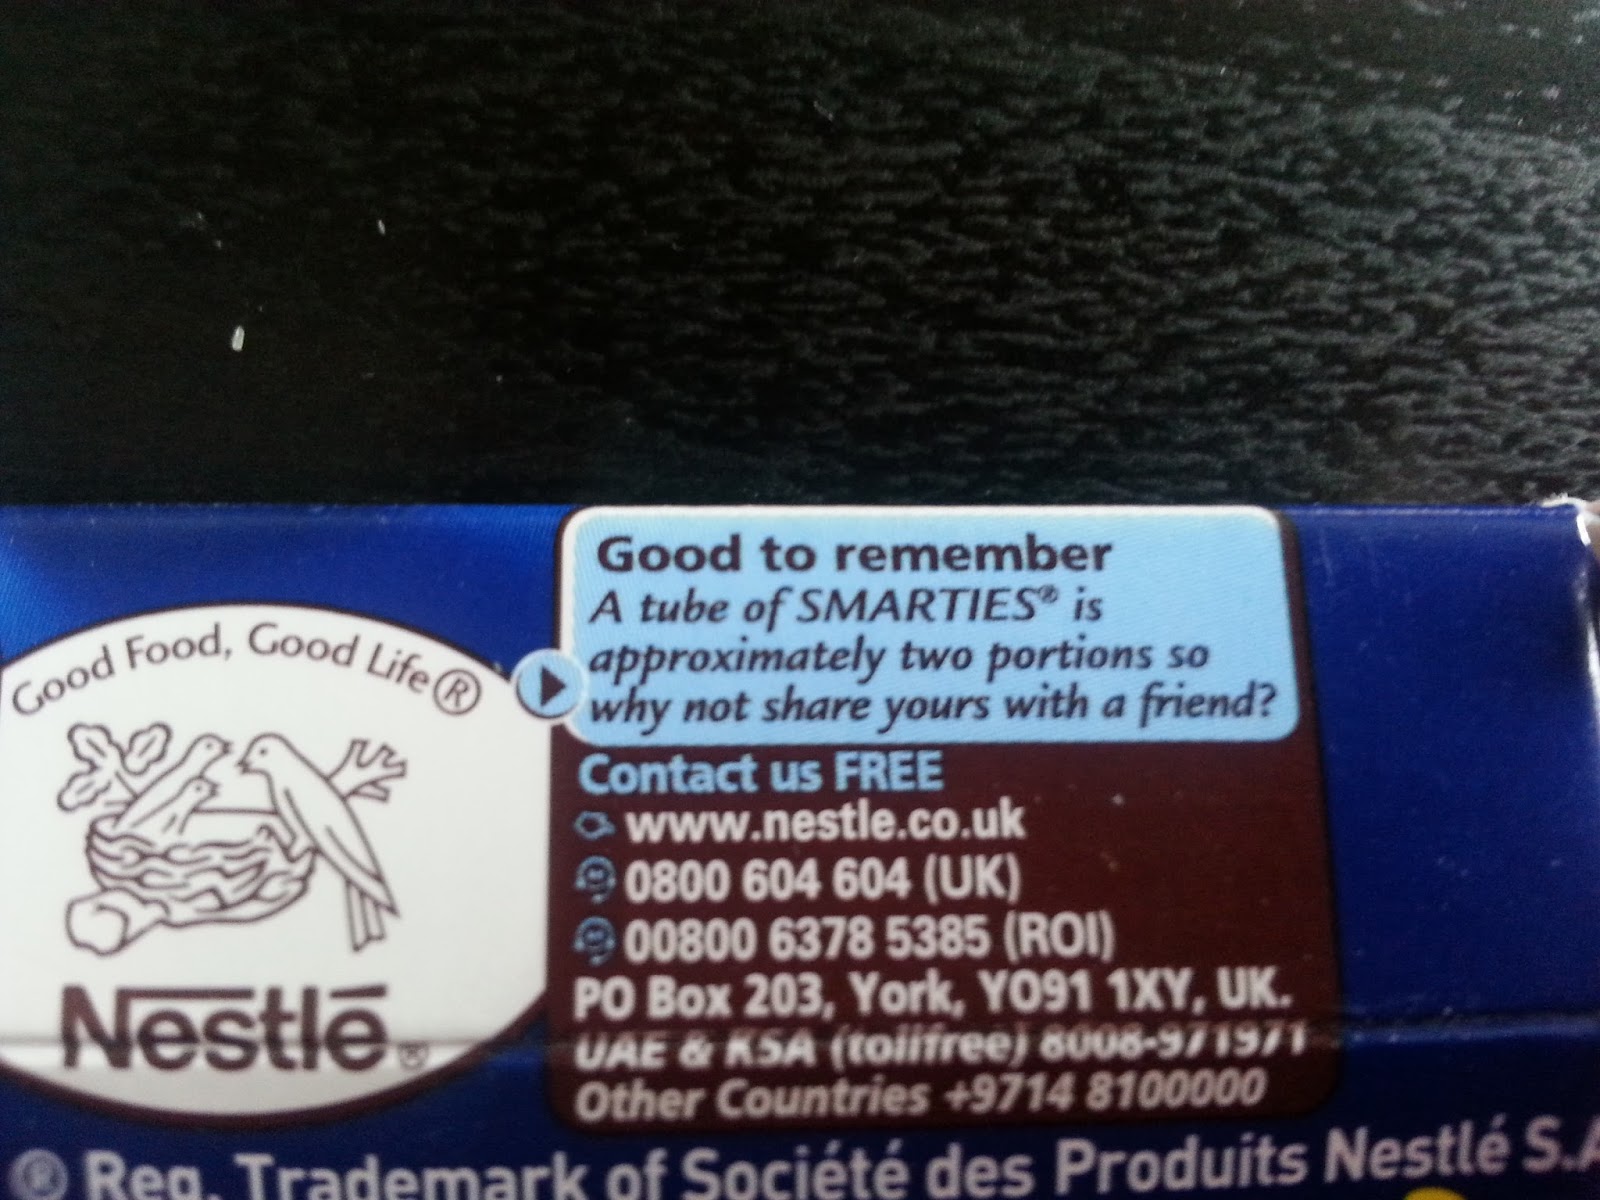 Good Food, Good Life®
Nestlé®
Good to remember
A tube of SMARTIES® is
approximately two portions so
why not share yours with a friend?
Contact us FREE
www.nestle.co.uk
0800 604 604 (UK)
00800 6378 5385 (ROI)
PO Box 203, York, YO91 1XY, UK.
UAE & KSA (tollfree) 8008-971971
Other Countries +9714 8100000
® Reg. Trademark of Société des Produits Nestlé S.A